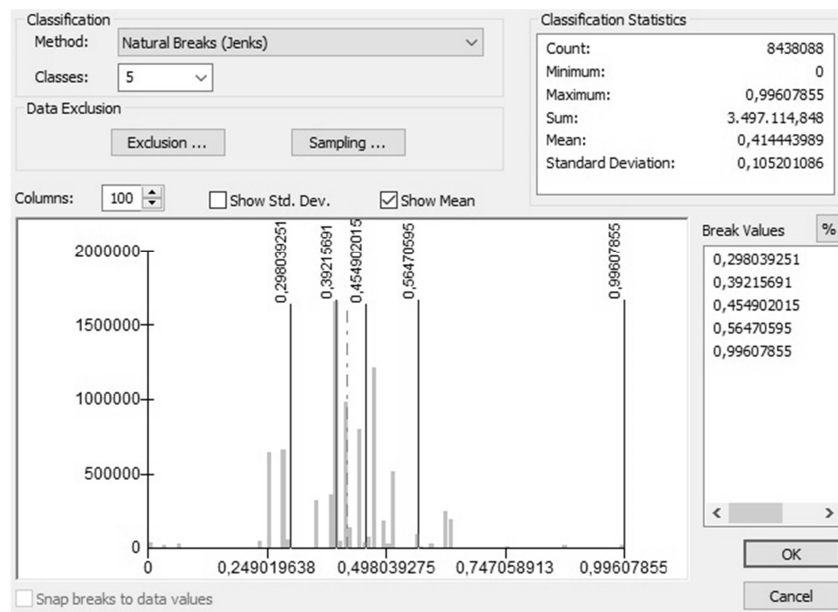 Classification
Method: Natural Breaks (Jenks)
Classes: 5
Data Exclusion
Exclusion ...
Sampling ...
Classification Statistics
Count: 8438088
Minimum: 0
Maximum: 0,99607855
Sum: 3.497.114,848
Mean: 0,414443989
Standard Deviation: 0,105201086
Columns: 100
Show Std. Dev.
Show Mean
0,298039251
0,39215691
0,454902015
0,56470595
0,99607855
2000000
1500000
1000000
500000
0
0 0,249019638 0,498039275 0,747058913 0,99607855
Break Values %
0,298039251
0,39215691
0,454902015
0,56470595
0,99607855
< >
OK
Cancel
Snap breaks to data values